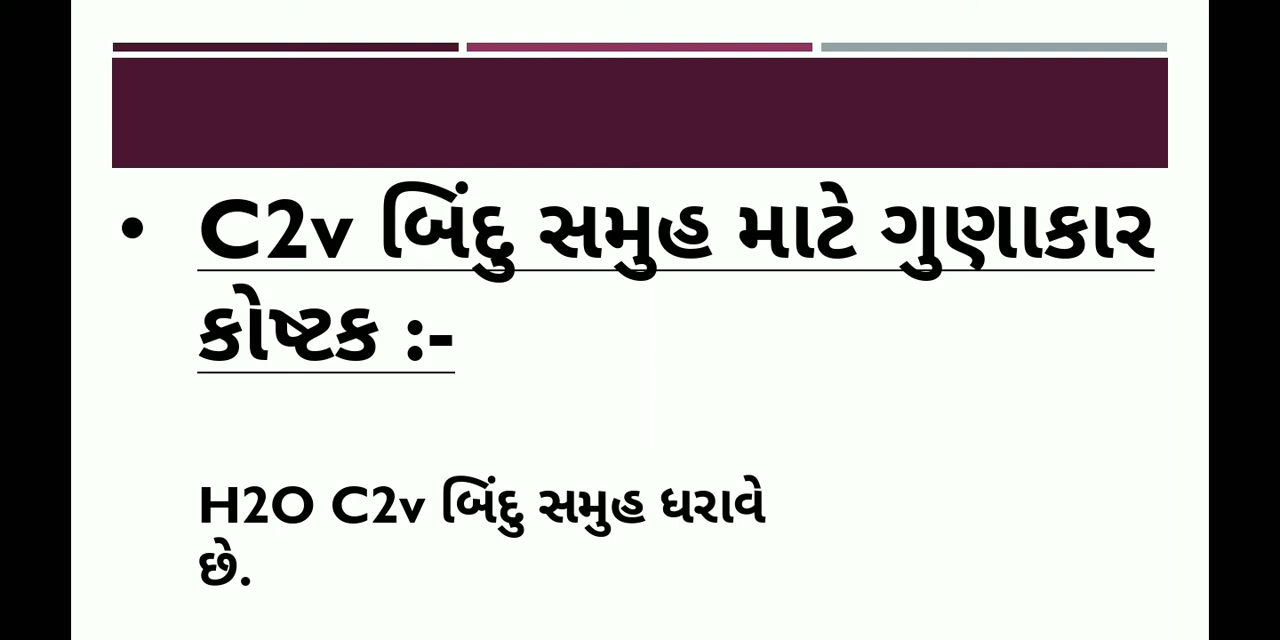 • C2v બિંદુ સમુહ માટે ગુણાકાર
કોષ્ટક :-
H2O C2v બિંદુ સમુહ ધરાવે
છે.